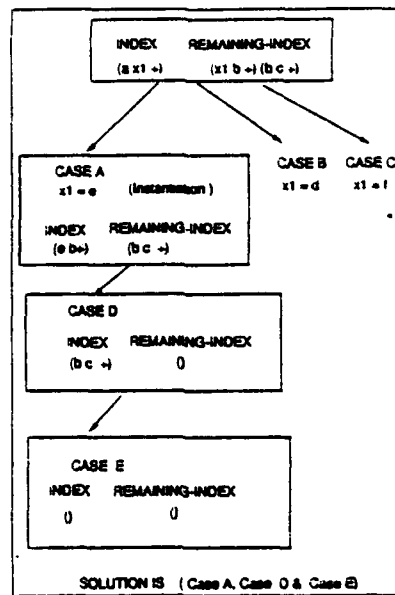 INDEX REMAINING-INDEX
(a x1 +) (x1 b +) (b c +)
CASE A
x1 = e (Instantiation)
INDEX REMAINING-INDEX
(e b+) (b c +)
CASE B CASE C
x1 = d x1 = f
CASE D
INDEX REMAINING-INDEX
(b c +) ()
CASE E
INDEX REMAINING-INDEX
() ()
SOLUTION IS (Case A, Case D & Case E)